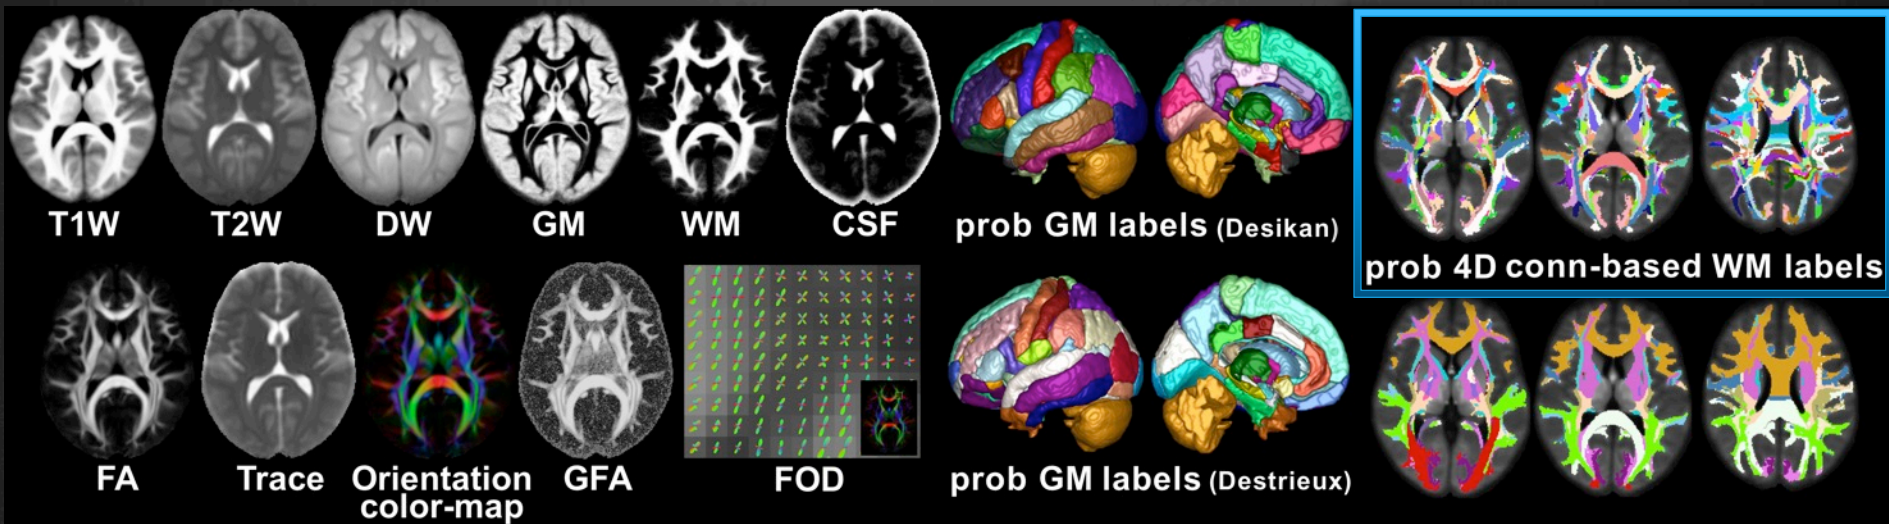 T1W T2W DW GM WM CSF prob GM labels (Desikan)
prob 4D conn-based WM labels
FA Trace Orientation GFA FOD prob GM labels (Destrieux)
color-map